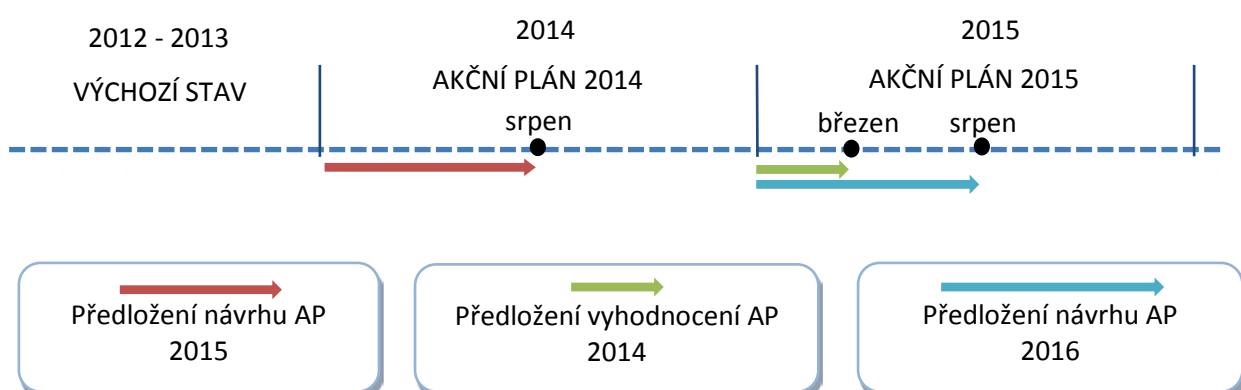 2012 - 2013
VÝCHOZÍ STAV
2014
AKČNÍ PLÁN 2014
srpen
2015
AKČNÍ PLÁN 2015
březen
srpen
Předložení návrhu AP
2015
Předložení vyhodnocení AP
2014
Předložení návrhu AP
2016